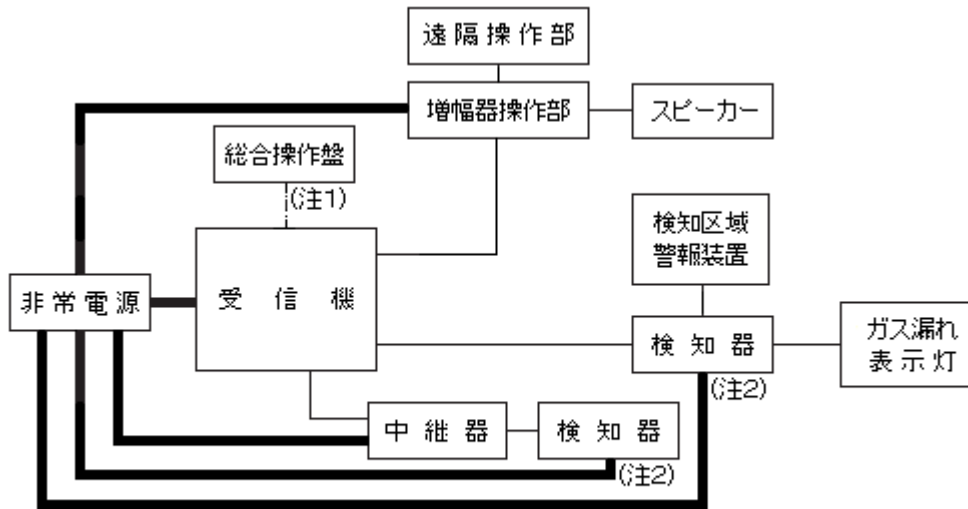 遠隔操作部
増幅器操作部
スピーカー
総合操作盤
(注1)
検知区域
警報装置
非常電源
受信機
検知器
(注2)
ガス漏れ
表示灯
中継器
検知器
(注2)